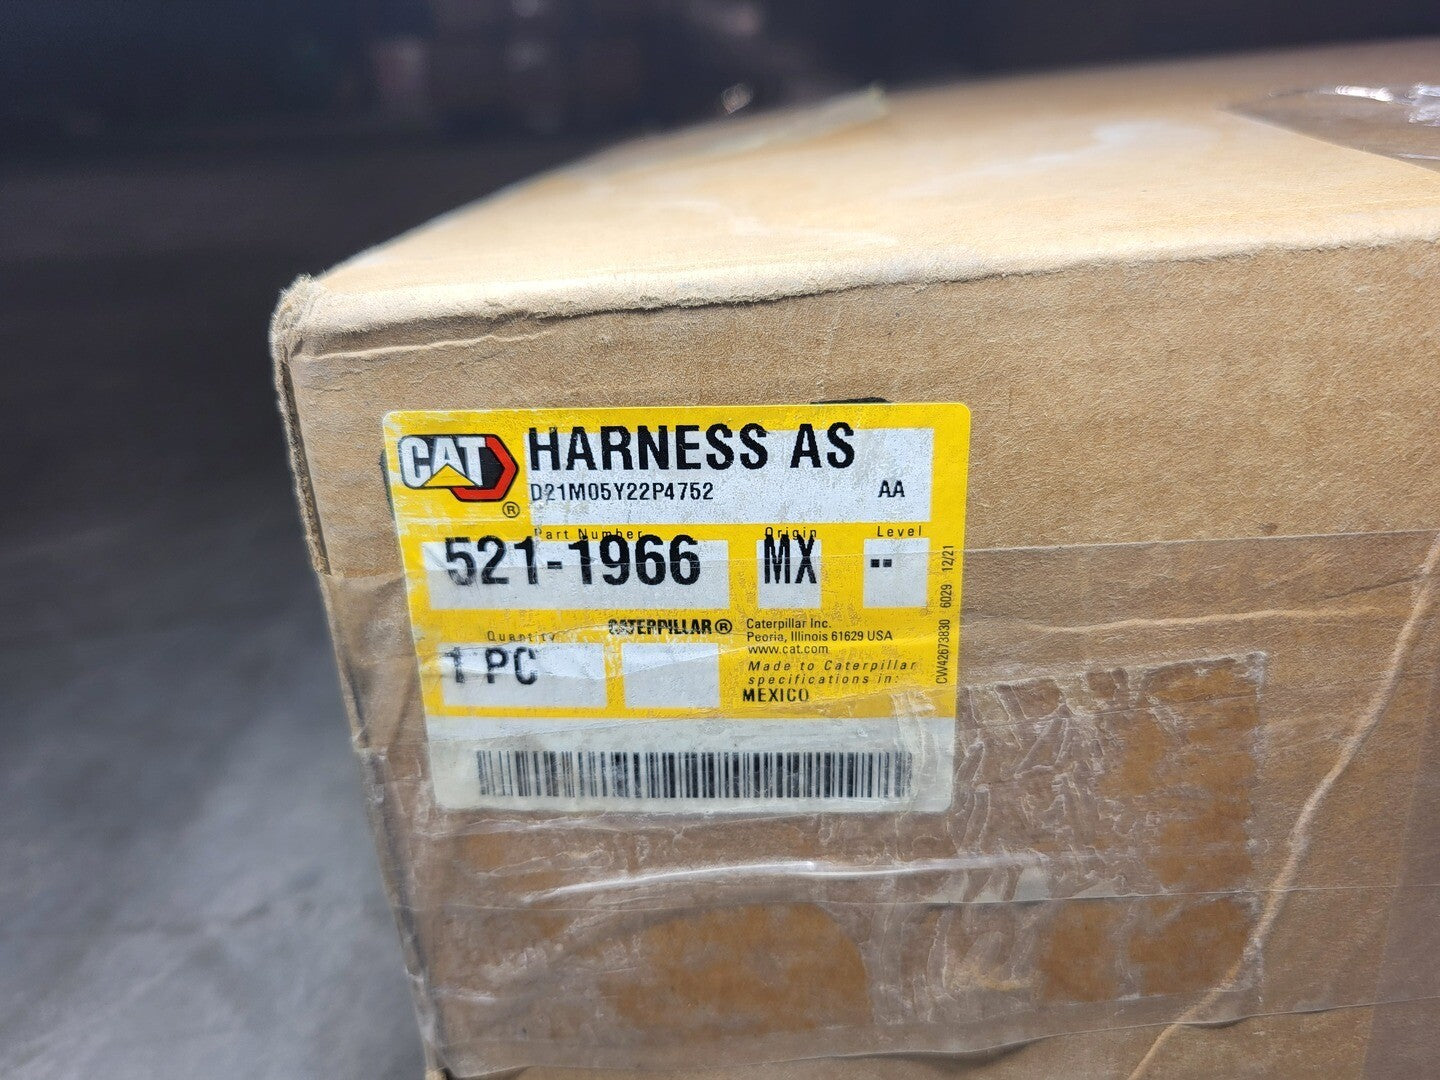 CAT ®
HARNESS AS
D21M05Y22P4752 AA
Part Number Origin Level
521-1966 MX --
Quantity
1 PC
CATERPILLAR®
Caterpillar Inc.
Peoria, Illinois 61629 USA
www.cat.com
Made to Caterpillar
specifications in:
MEXICO
CW42673830 6029 12/21